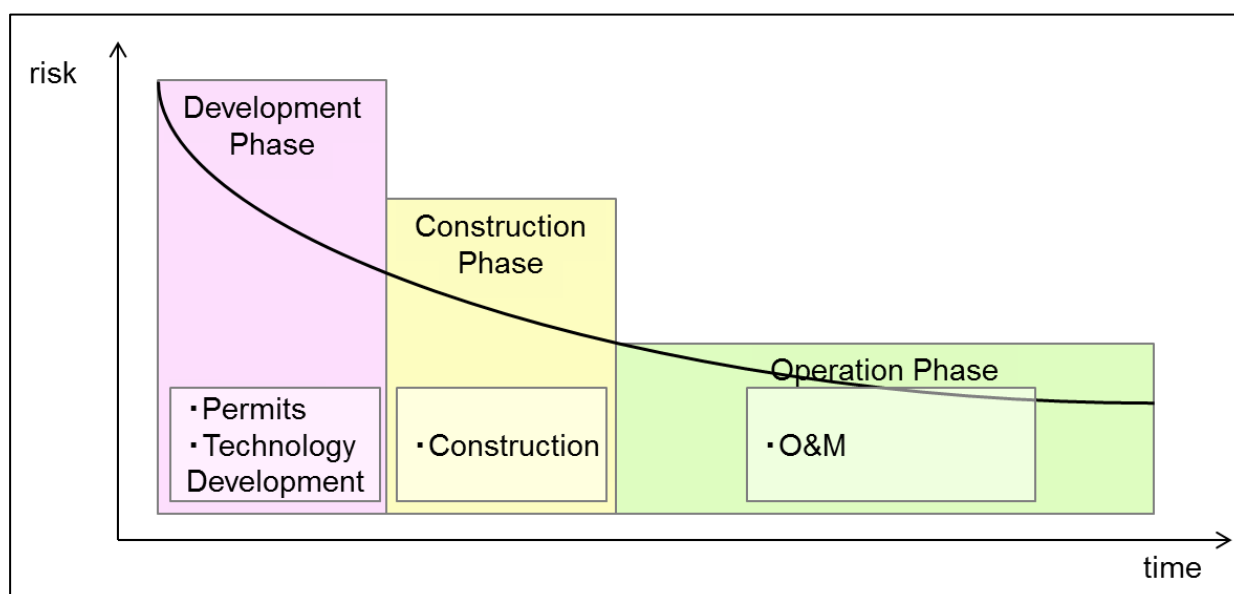 risk
Development
Phase
Construction
Phase
Operation Phase
・Permits
・Technology
Development
・Construction
・O&M
time